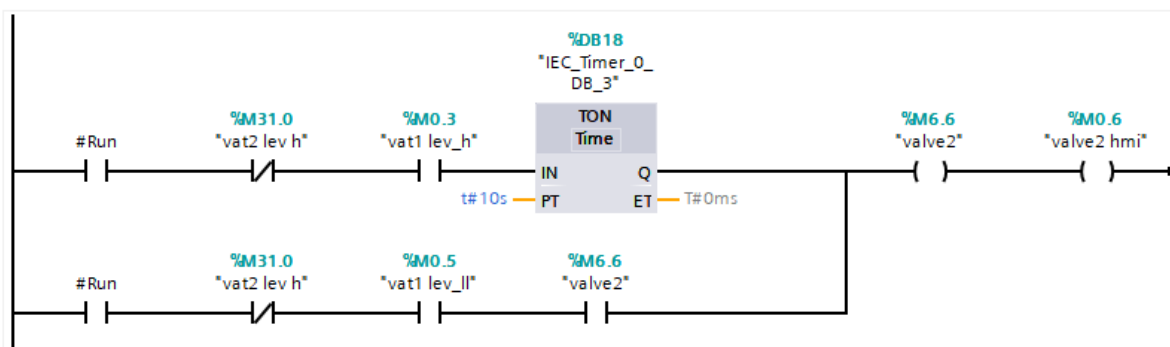 %DB18
"IEC_Timer_0_
DB_3"
%M31.0 %M0.3 TON %M6.6 %M0.6
#Run "vat2 lev h" "vat1 lev_h" Time "valve2" "valve2 hmi"
IN Q
t#10s PT ET T#0ms
%M31.0 %M0.5 %M6.6
#Run "vat2 lev h" "vat1 lev_ll" "valve2"